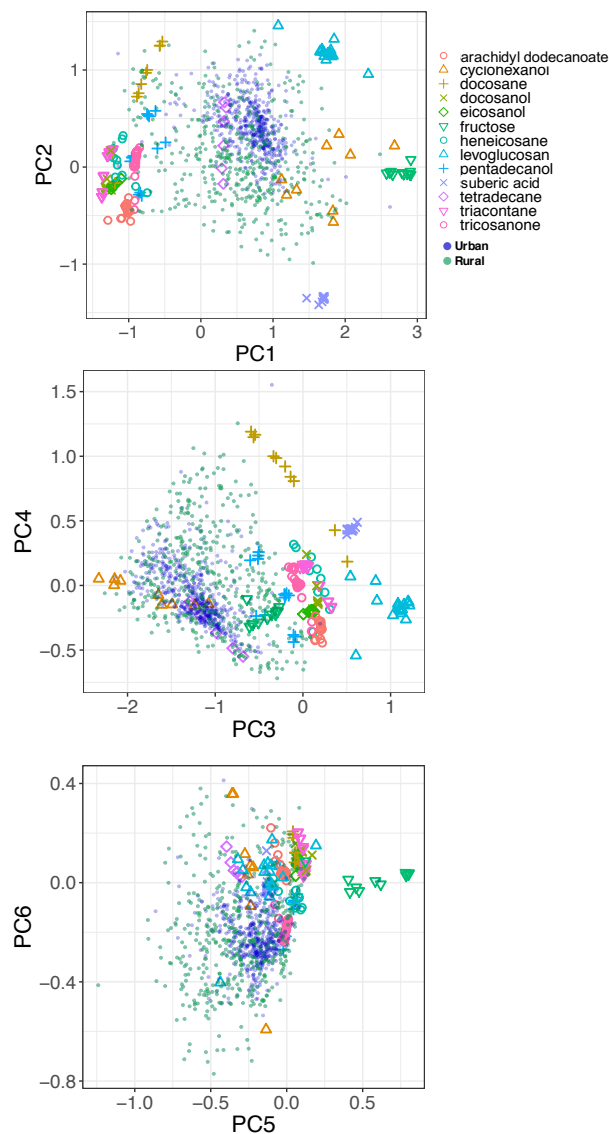 1
0
−1
PC2
−1
0
1
2
3
PC1
arachidyl dodecanoate
cyclohexanol
docosane
docosanol
eicosanol
fructose
heneicosane
levoglucosan
pentadecanol
suberic acid
tetradecane
triacontane
tricosanone
Urban
Rural
1.5
1.0
0.5
0.0
−0.5
PC4
−2
−1
0
1
PC3
0.4
0.0
−0.4
−0.8
PC6
−1.0
−0.5
0.0
0.5
PC5